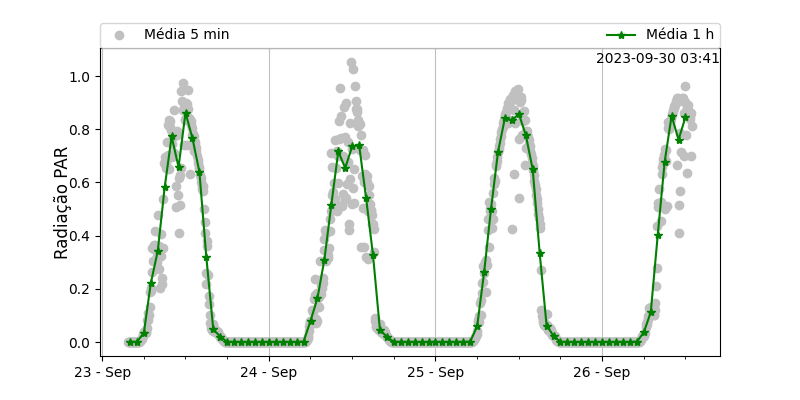 Média 5 min
Média 1 h
2023-09-30 03:41
Radiação PAR
1.0
0.8
0.6
0.4
0.2
0.0
23 - Sep
24 - Sep
25 - Sep
26 - Sep